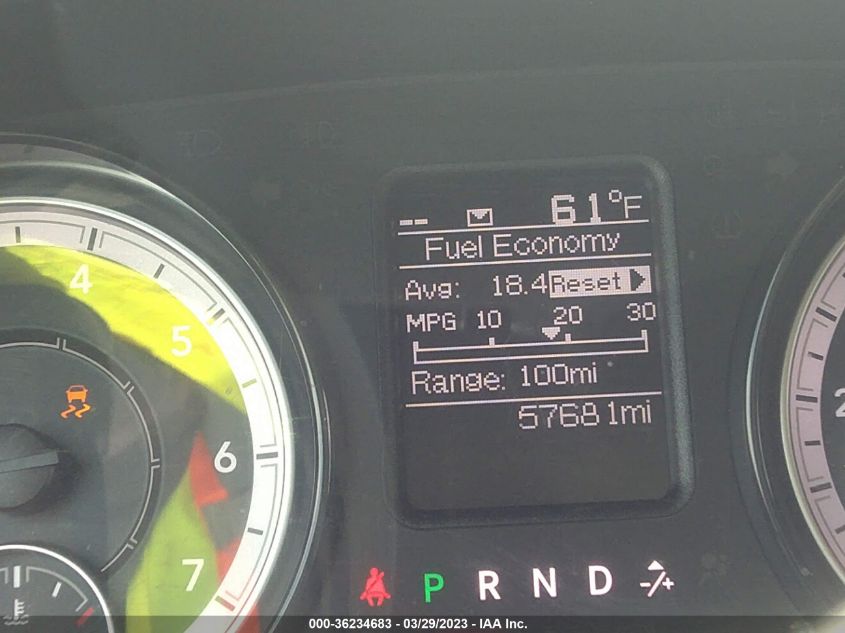 -- 61°F
Fuel Economy
Avg: 18.4 Reset
MPG 10 20 30
Range: 100mi
57681mi
4
5
6
7
2
P R N D -/+
000-36234683 - 03/29/2023 - IAA Inc.